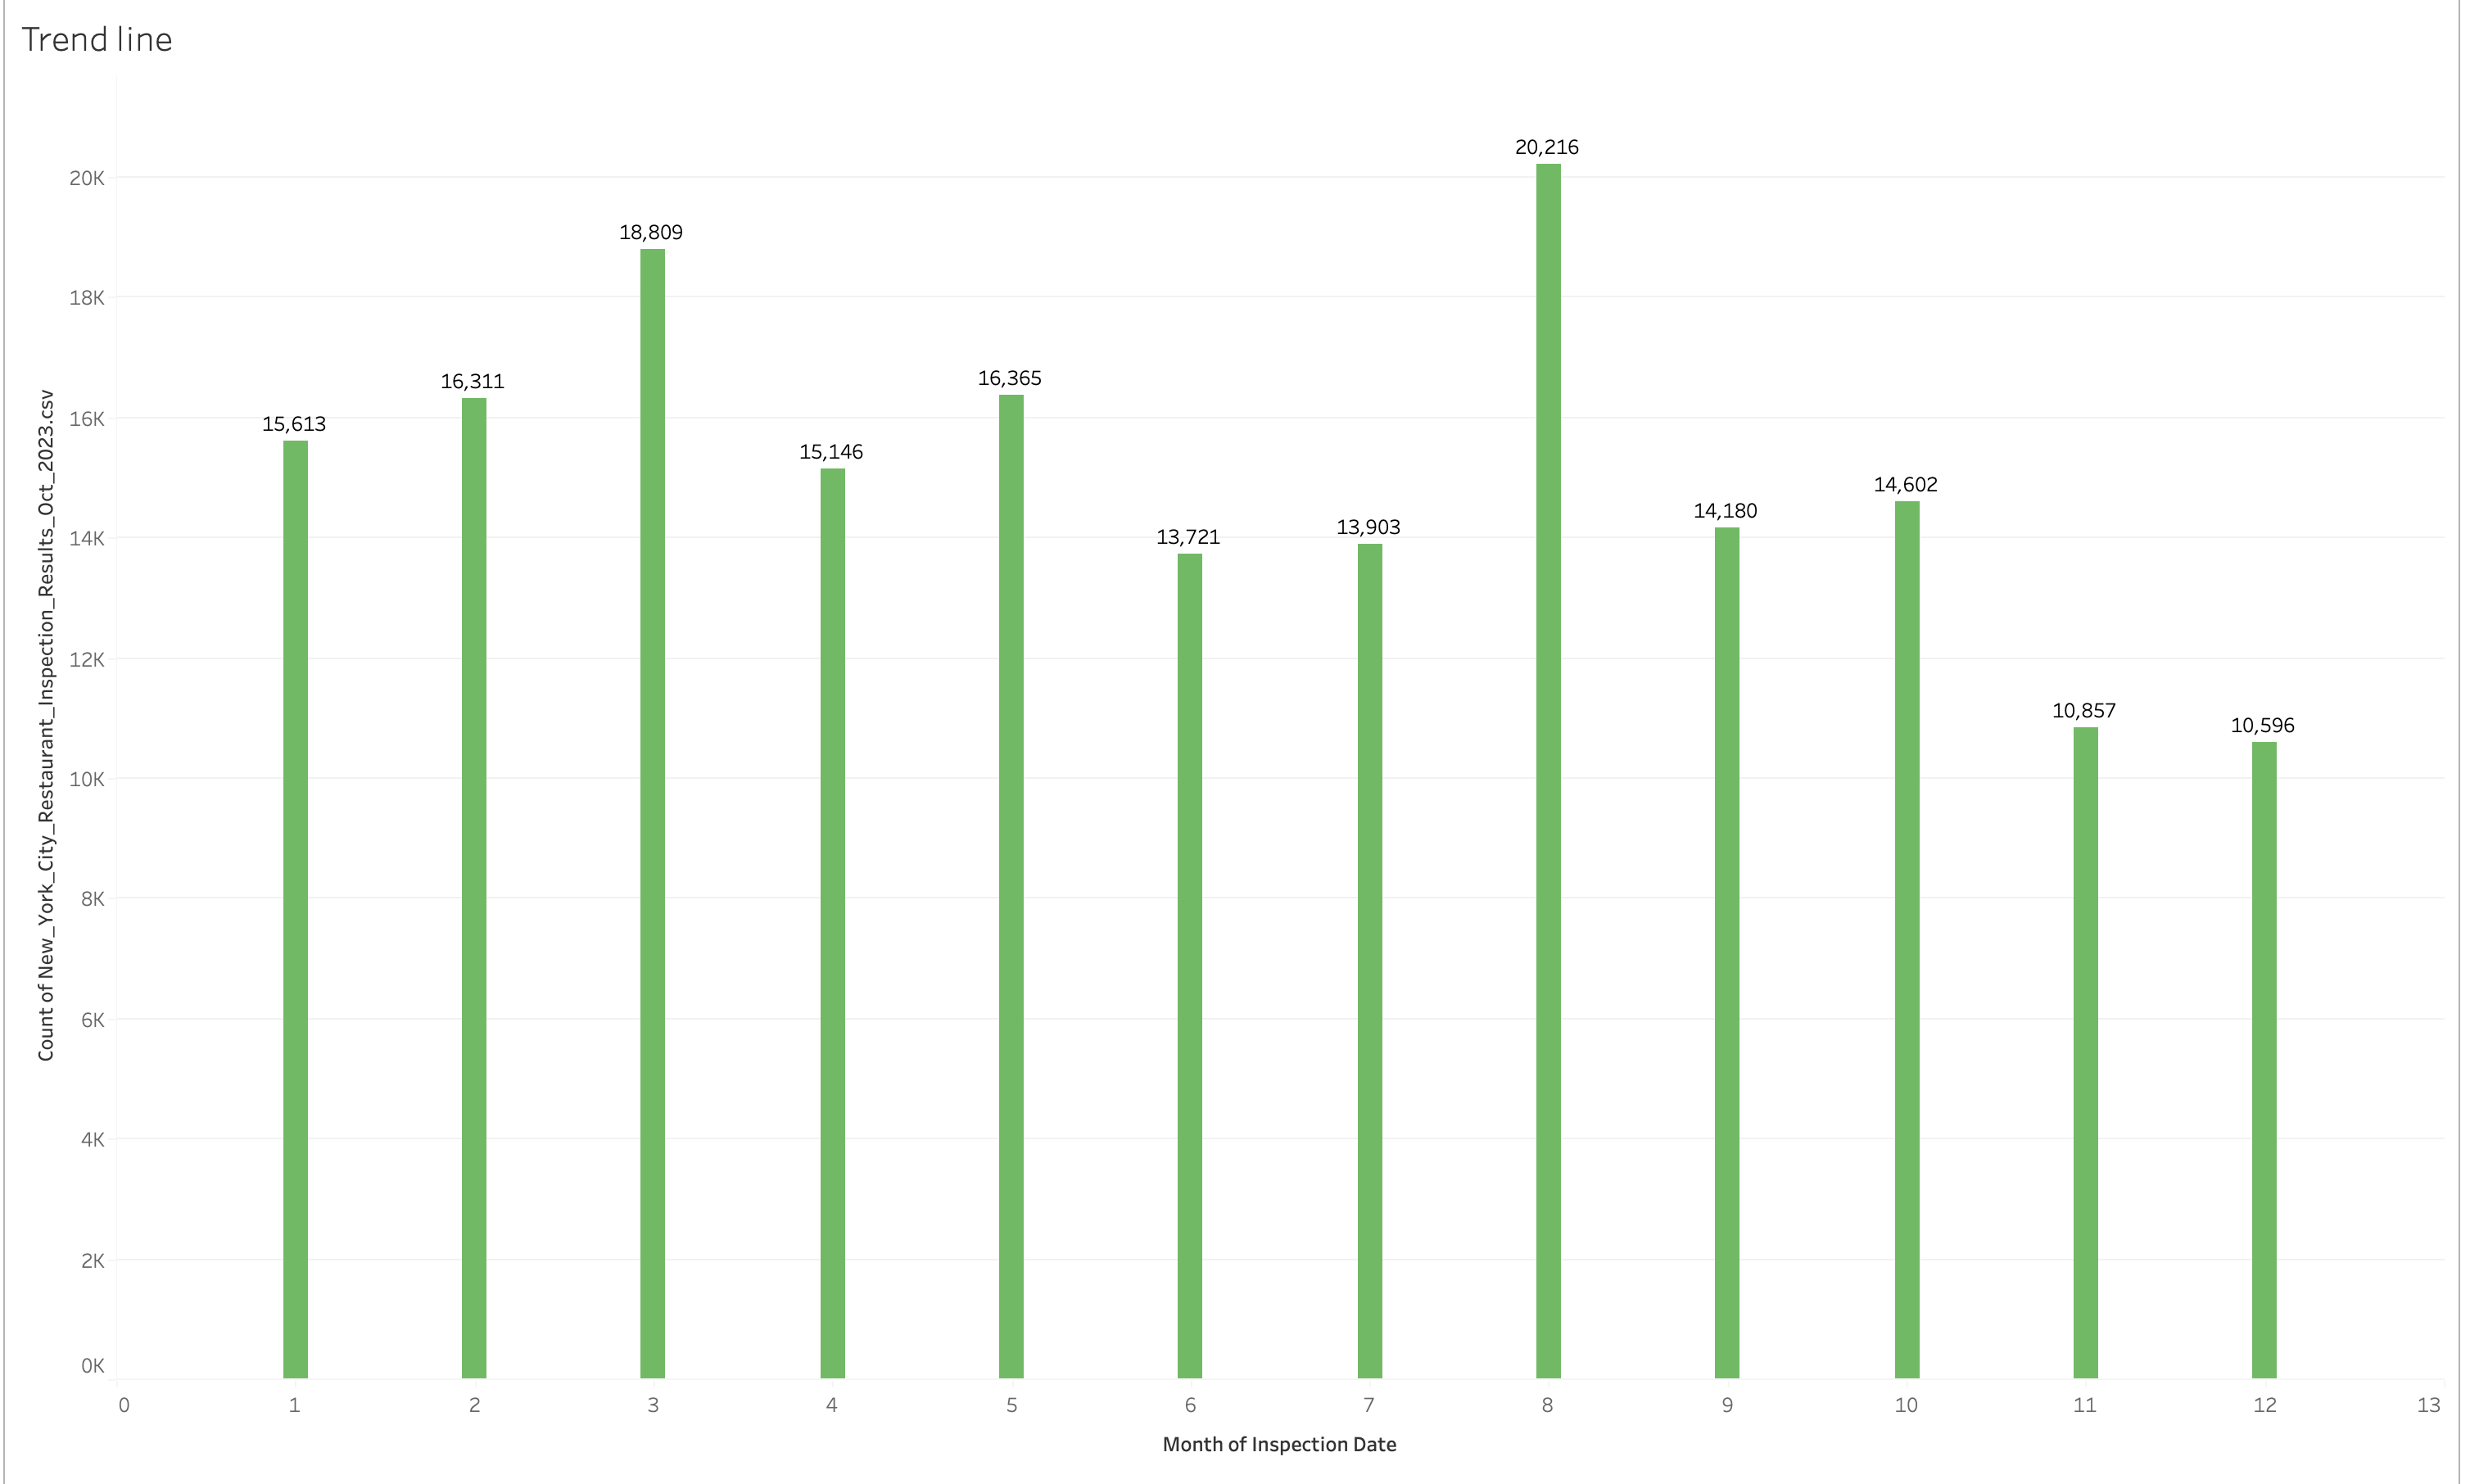 Trend line
Count of New_York_City_Restaurant_Inspection_Results_Oct_2023.csv
20K
18K
16K
14K
12K
10K
8K
6K
4K
2K
0K
15,613
16,311
18,809
15,146
16,365
13,721
13,903
20,216
14,180
14,602
10,857
10,596
0 1 2 3 4 5 6 7 8 9 10 11 12 13
Month of Inspection Date